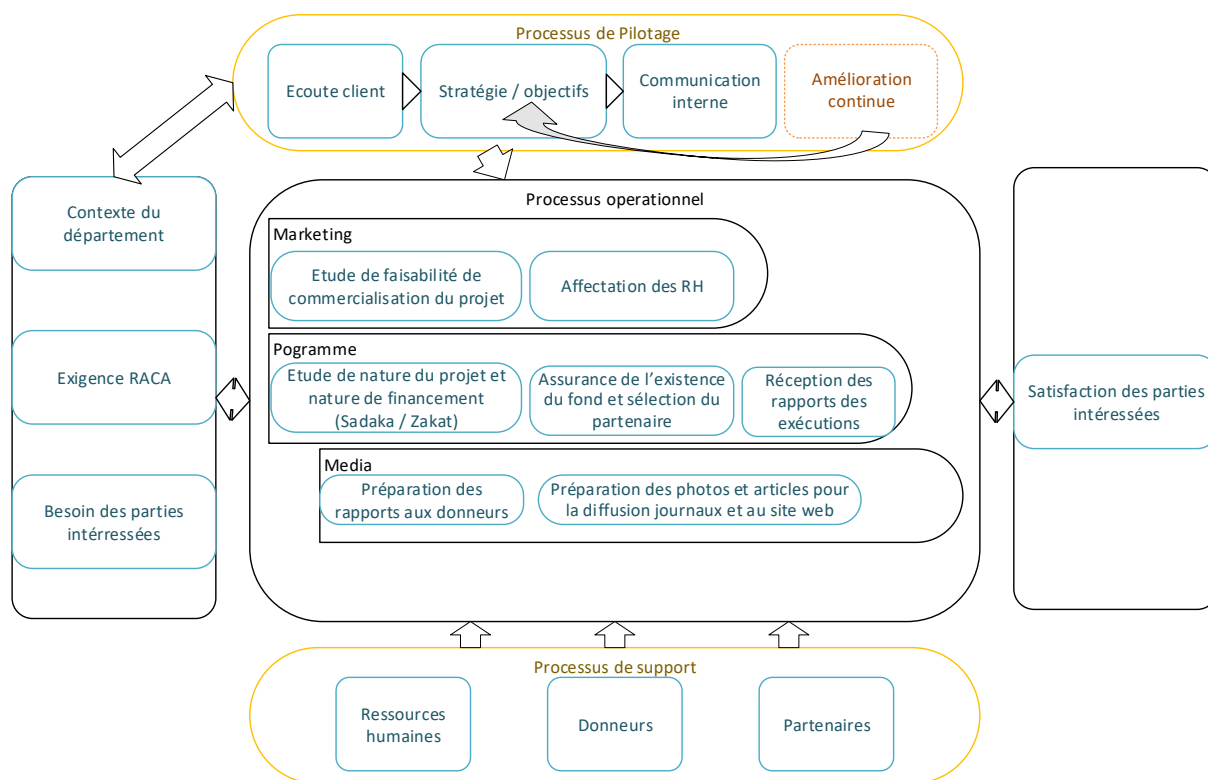 Processus de Pilotage
Ecoute client
Stratégie / objectifs
Communication
interne
Amélioration
continue
Contexte du
département
Exigence RACA
Besoin des parties
intérressées
Processus operationnel
Marketing
Etude de faisabilité de
commercialisation du projet
Affectation des RH
Pogramme
Etude de nature du projet et
nature de financement
(Sadaka / Zakat)
Assurance de l’existence
du fond et sélection du
partenaire
Réception des
rapports des
exécutions
Media
Préparation des
rapports aux donneurs
Préparation des photos et articles pour
la diffusion journaux et au site web
Satisfaction des parties
intéressées
Processus de support
Ressources
humaines
Donneurs
Partenaires